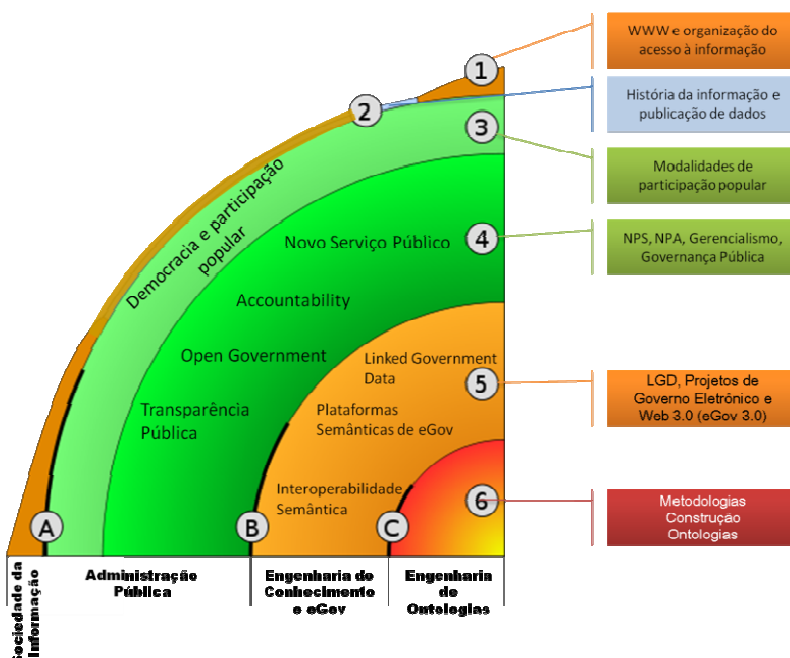 WWW e organização do
acesso à informação
História da informação e
publicação de dados
Modalidades de
participação popular
NPS, NPA, Gerencialismo,
Governança Pública
LGD, Projetos de
Governo Eletrônico e
Web 3.0 (eGov 3.0)
Metodologias
Construção
Ontologias
1
2
3
4
5
6
Democracia e participação
popular
Novo Serviço Público
Accountability
Open Government
Transparência
Pública
Linked Government
Data
Plataformas
Semânticas de eGov
Interoperabilidade
Semântica
A
B
C
Sociedade da
Informação
Administração
Pública
Engenharia do
Conhecimento
e eGov
Engenharia
de
Ontologias